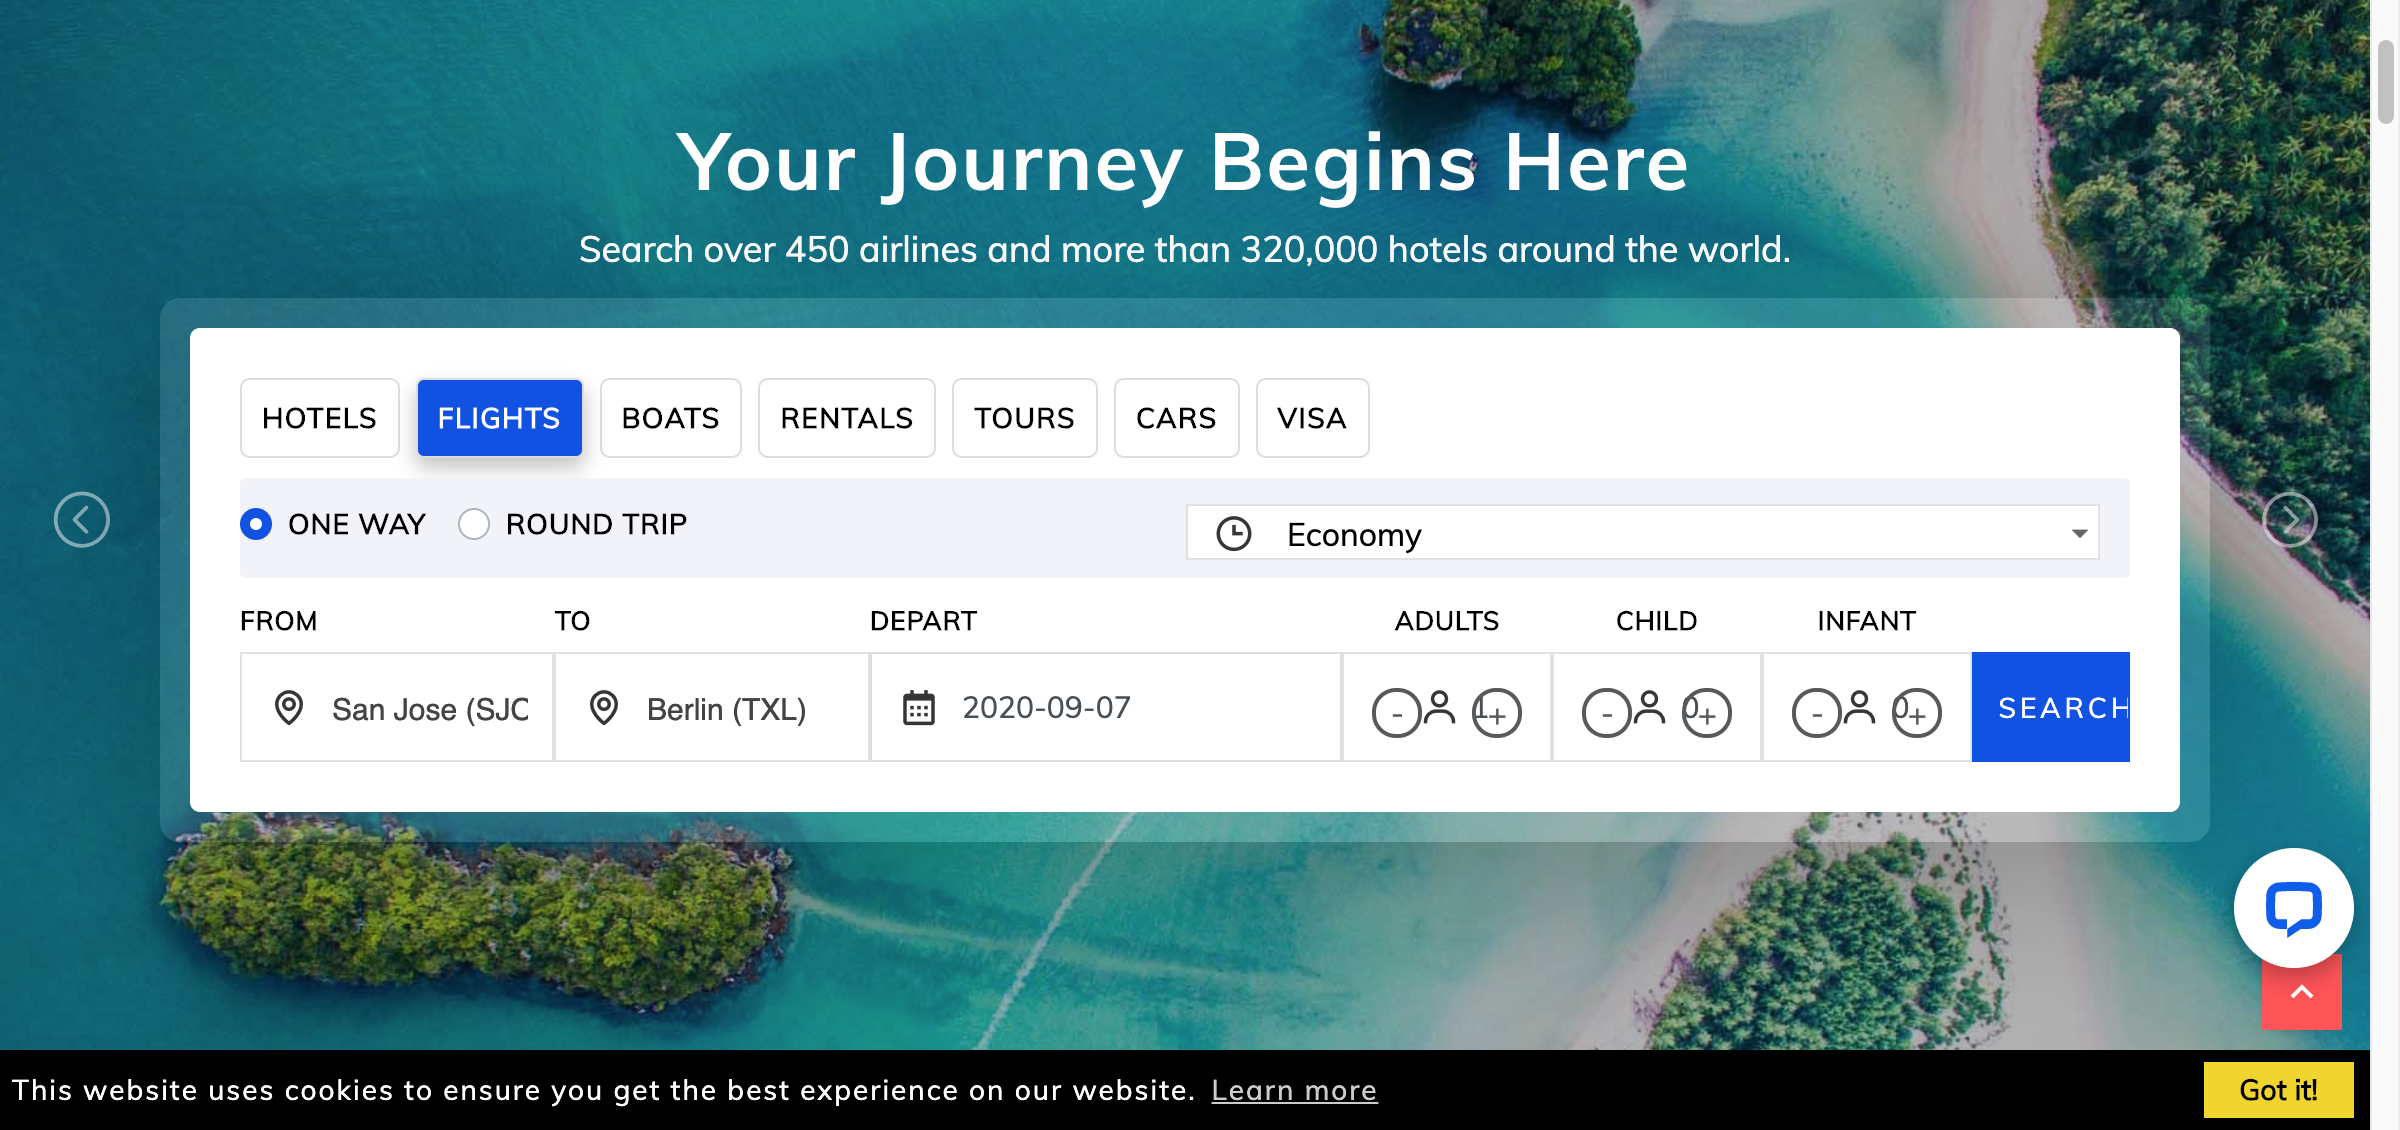 Your Journey Begins Here
Search over 450 airlines and more than 320,000 hotels around the world.
HOTELS FLIGHTS BOATS RENTALS TOURS CARS VISA
ONE WAY ROUND TRIP Economy
FROM TO DEPART ADULTS CHILD INFANT
San Jose (SJC Berlin (TXL) 2020-09-07 - 1 + - 0 + - 0 + SEARCH
This website uses cookies to ensure you get the best experience on our website. Learn more Got it!